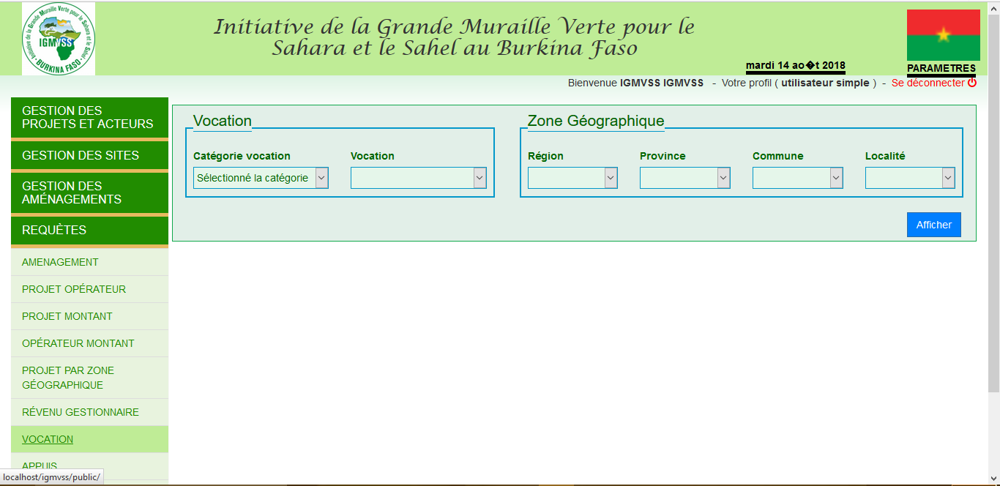 Initiative de la Grande Muraille Verte pour le Sahara et le Sahel
IGMVSS
BURKINA FASO
Initiative de la Grande Muraille Verte pour le
Sahara et le Sahel au Burkina Faso
mardi 14 ao�t 2018
PARAMETRES
Bienvenue IGMVSS IGMVSS - Votre profil ( utilisateur simple ) - Se déconnecter
GESTION DES
PROJETS ET ACTEURS
GESTION DES SITES
GESTION DES
AMÉNAGEMENTS
REQUÈTES
AMENAGEMENT
PROJET OPÉRATEUR
PROJET MONTANT
OPÉRATEUR MONTANT
PROJET PAR ZONE
GÉOGRAPHIQUE
RÉVENU GESTIONNAIRE
VOCATION
APPUIS
Vocation
Catégorie vocation
Vocation
Sélectionné la catégorie
Zone Géographique
Région
Province
Commune
Localité
Afficher
localhost/igmvss/public/